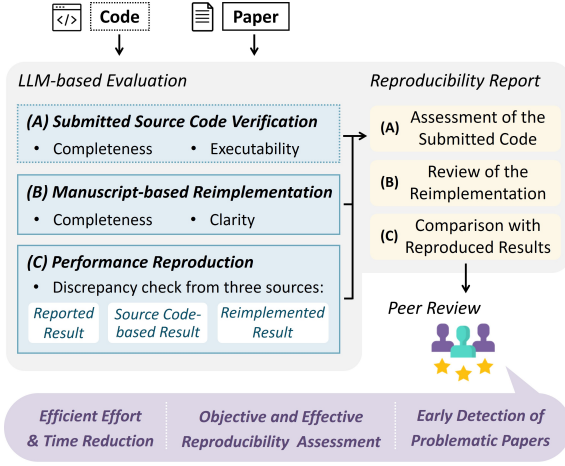 </> Code
Paper
LLM-based Evaluation
(A) Submitted Source Code Verification
• Completeness • Executability
(B) Manuscript-based Reimplementation
• Completeness • Clarity
(C) Performance Reproduction
• Discrepancy check from three sources:
Reported
Result
Source Code-
based Result
Reimplemented
Result
Reproducibility Report
(A) Assessment of the
Submitted Code
(B) Review of the
Reimplementation
(C) Comparison with
Reproduced Results
Peer Review
Efficient Effort
& Time Reduction
Objective and Effective
Reproducibility Assessment
Early Detection of
Problematic Papers